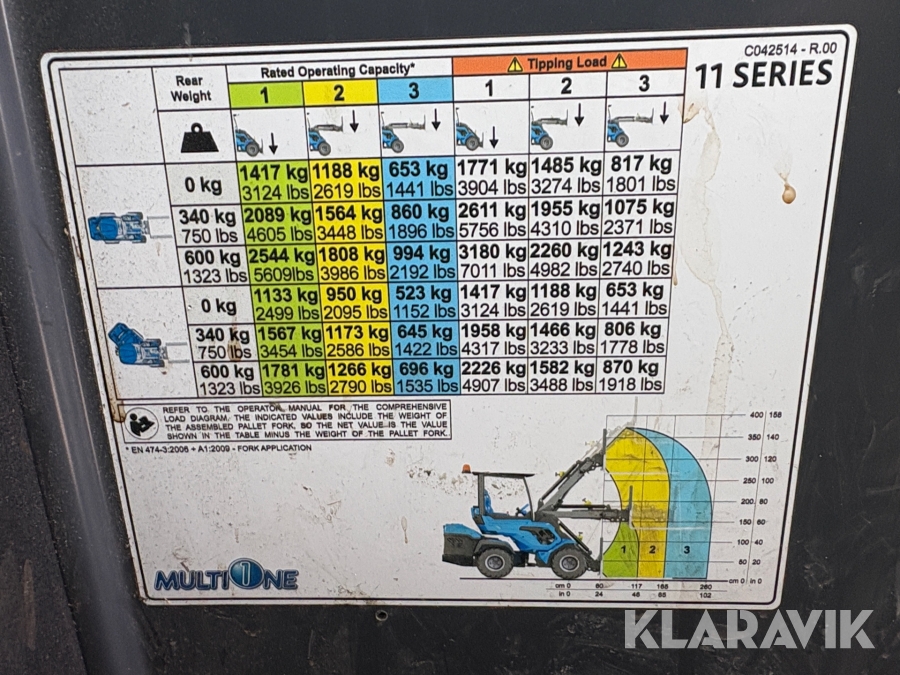 C042514 - R.00
11 SERIES
Rear Weight Rated Operating Capacity* Tipping Load
1 2 3 1 2 3
0 kg 1417 kg 1188 kg 653 kg 1771 kg 1485 kg 817 kg
3124 lbs 2619 lbs 1441 lbs 3904 lbs 3274 lbs 1801 lbs
340 kg 2089 kg 1564 kg 860 kg 2611 kg 1955 kg 1075 kg
750 lbs 4605 lbs 3448 lbs 1896 lbs 5756 lbs 4310 lbs 2371 lbs
600 kg 2544 kg 1808 kg 994 kg 3180 kg 2260 kg 1243 kg
1323 lbs 5609lbs 3986 lbs 2192 lbs 7011 lbs 4982 lbs 2740 lbs
0 kg 1133 kg 950 kg 523 kg 1417 kg 1188 kg 653 kg
2499 lbs 2095 lbs 1152 lbs 3124 lbs 2619 lbs 1441 lbs
340 kg 1567 kg 1173 kg 645 kg 1958 kg 1466 kg 806 kg
750 lbs 3454 lbs 2586 lbs 1422 lbs 4317 lbs 3233 lbs 1778 lbs
600 kg 1781 kg 1266 kg 696 kg 2226 kg 1582 kg 870 kg
1323 lbs 3926 lbs 2790 lbs 1535 lbs 4907 lbs 3488 lbs 1918 lbs
REFER TO THE OPERATOR MANUAL FOR THE COMPREHENSIVE
LOAD DIAGRAM. THE INDICATED VALUES INCLUDE THE WEIGHT OF
THE ASSEMBLED PALLET FORK, SO THE NET VALUE IS THE VALUE
SHOWN IN THE TABLE MINUS THE WEIGHT OF THE PALLET FORK.
* EN 474-3:2006 + A1:2009 - FORK APPLICATION
400 158
350 140
300 120
250 100
200 80
150 60
100 40
50 20
cm 0 in 0
1 2 3
cm 0 60 117 168 260
in 0 24 46 66 102
MULTIONE
KLARAVIK